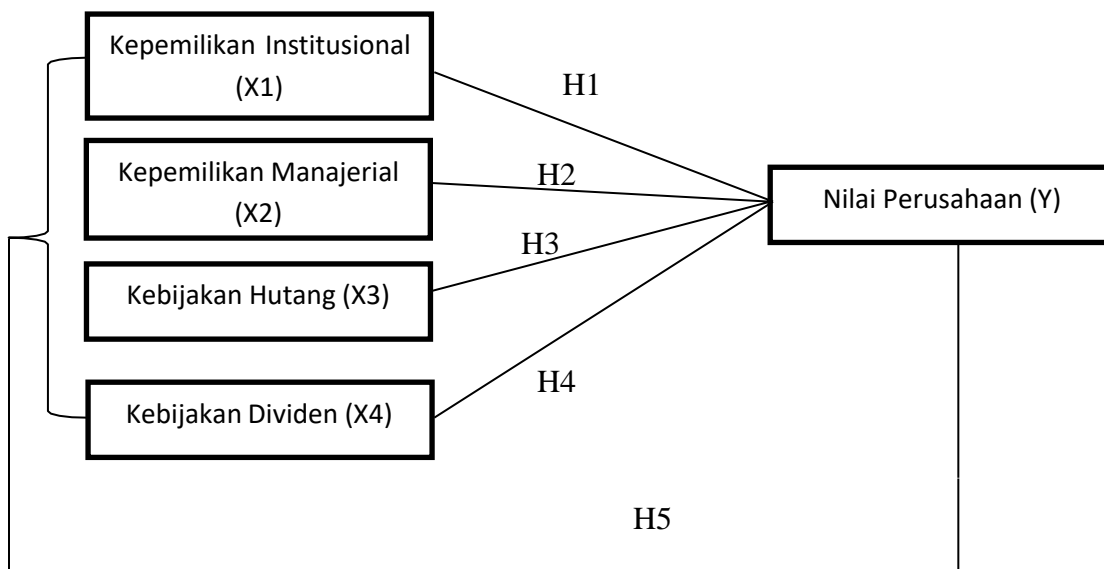 Kepemilikan Institusional
(X1)
H1
Kepemilikan Manajerial
(X2)
H2
Nilai Perusahaan (Y)
H3
Kebijakan Hutang (X3)
H4
Kebijakan Dividen (X4)
H5